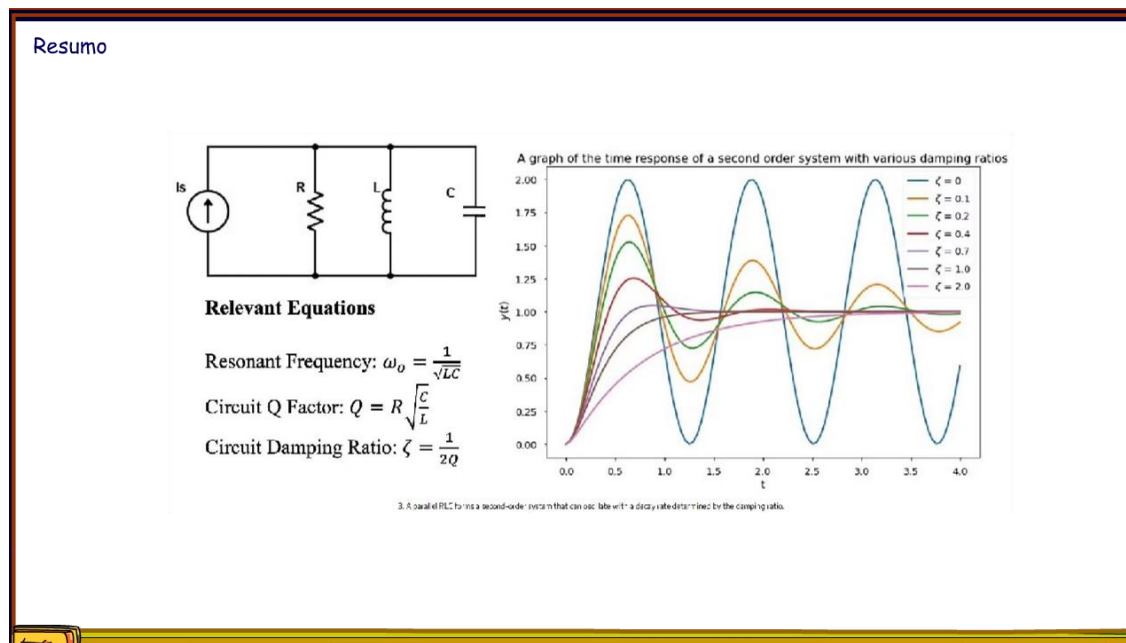 Resumo
Is
R
L
C
Relevant Equations
Resonant Frequency: ω₀ = 1/√LC
Circuit Q Factor: Q = R√(C/L)
Circuit Damping Ratio: ζ = 1/2Q
A graph of the time response of a second order system with various damping ratios
y(t)
2.00
1.75
1.50
1.25
1.00
0.75
0.50
0.25
0.00
ζ = 0
ζ = 0.1
ζ = 0.2
ζ = 0.4
ζ = 0.7
ζ = 1.0
ζ = 2.0
0.0 0.5 1.0 1.5 2.0 2.5 3.0 3.5 4.0
t
3. A parallel RLC forms a second-order system that can oscillate with a decay rate determined by the damping ratio.